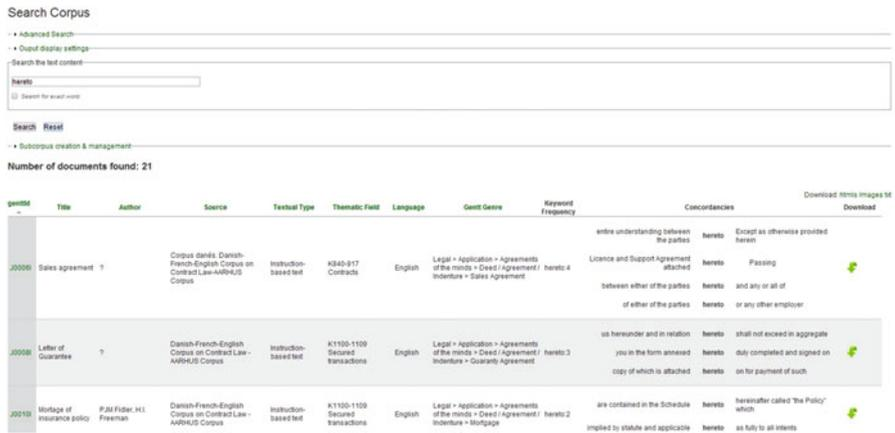 Search Corpus
Advanced Search
Ouput display settings
Search the text content
hereto
Search for exact word
Search Reset
Subcorpus creation & management
Number of documents found: 21
Download: htmls images txt
genttId Title Author Source Textual Type Thematic Field Language Gentt Genre Keyword Frequency Concordancies Download
J0006I Sales agreement ? Corpus danés. Danish-French-English Corpus on Contract Law-AARHUS Corpus Instruction-based text K840-917 Contracts English Legal > Application > Agreements of the minds > Deed / Agreement / Indenture > Sales Agreement hereto:4
entire understanding between the parties hereto Except as otherwise provided herein
Licence and Support Agreement attached hereto Passing
between either of the parties hereto and any or all of
of either of the parties hereto or any other employer
J0008I Letter of Guarantee ? Danish-French-English Corpus on Contract Law - AARHUS Corpus Instruction-based text K1100-1109 Secured transactions English Legal > Application > Agreements of the minds > Deed / Agreement / Indenture > Guaranty Agreement hereto:3
us hereunder and in relation hereto shall not exceed in aggregate
you in the form annexed hereto duly completed and signed on
copy of which is attached hereto on for payment of such
J0010I Mortage of insurance policy PJM Fidler, H.I. Freeman Danish-French-English Corpus on Contract Law - AARHUS Corpus Instruction-based text K1100-1109 Secured transactions English Legal > Application > Agreements of the minds > Deed / Agreement / Indenture > Mortgage hereto:2
are contained in the Schedule hereto hereinafter called "the Policy" which
implied by statute and applicable hereto as fully to all intents